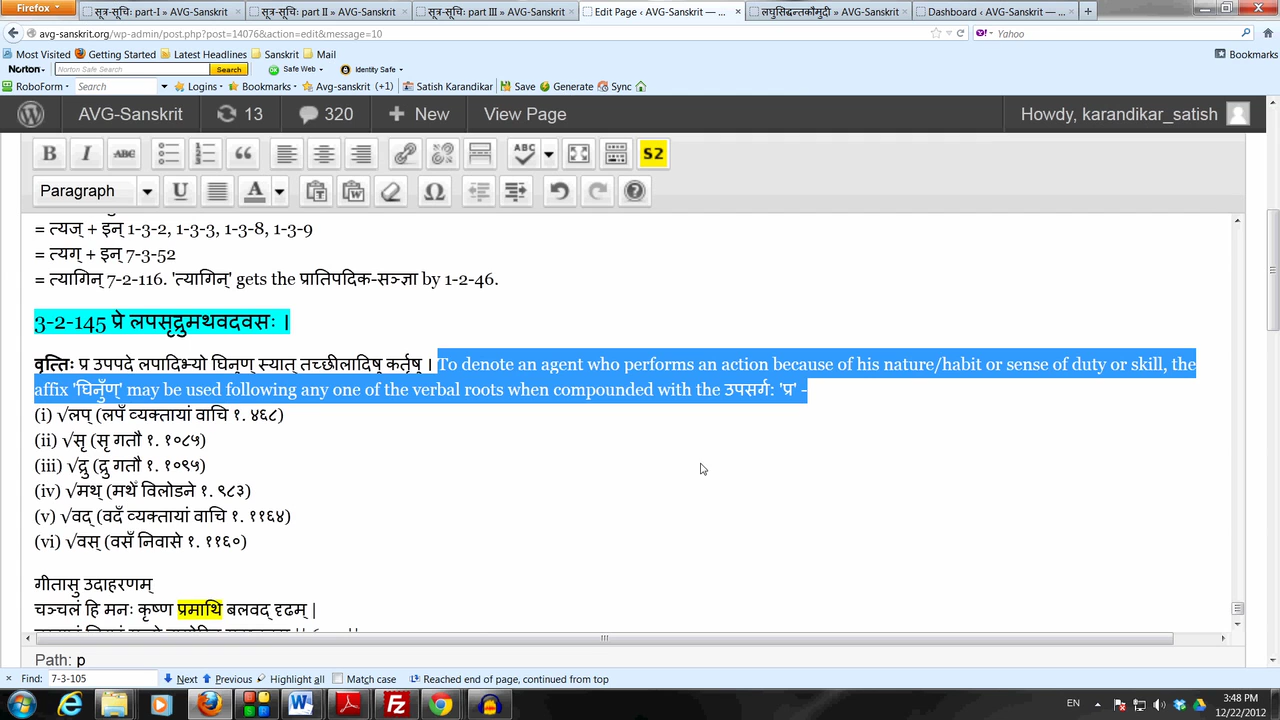 Firefox
सूत्र-सूचिः part-I » AVG-Sanskrit
सूत्र-सूचिः part II » AVG-Sanskrit
सूत्र-सूचिः part III » AVG-Sanskrit
Edit Page ‹ AVG-Sanskrit — ...
लघुसिद्धान्तकौमुदी » AVG-Sanskrit
Dashboard ‹ AVG-Sanskrit — ...
avg-sanskrit.org/wp-admin/post.php?post=14076&action=edit&message=10
Yahoo
Most Visited Getting Started Latest Headlines Sanskrit Mail
Bookmarks
Norton Norton Safe Search Search Safe Web Identity Safe
RoboForm Search Logins Bookmarks Avg-sanskrit (+1) Satish Karandikar Save Generate Sync
AVG-Sanskrit 13 320 + New View Page Howdy, karandikar_satish
B I ABC ABC S2
Paragraph U A Ω
= त्यज् + इन् 1-3-2, 1-3-3, 1-3-8, 1-3-9
= त्यग् + इन् 7-3-52
= त्यागिन् 7-2-116. 'त्यागिन्' gets the प्रातिपदिक-सञ्ज्ञा by 1-2-46.
3-2-145 प्रे लपसृद्रुमथवदवसः ।
वृत्तिः प्र उपपदे लपादिभ्यो घिनुण् स्यात् तच्छीलादिषु कर्तृषु । To denote an agent who performs an action because of his nature/habit or sense of duty or skill, the
affix 'घिनुँण्' may be used following any one of the verbal roots when compounded with the उपसर्गः 'प्र' -
(i) √लप् (लपँ व्यक्तायां वाचि १. ४६८)
(ii) √सृ (सृ गतौ १. १०८५)
(iii) √द्रु (द्रु गतौ १. १०९५)
(iv) √मथ् (मथेँ विलोडने १. ९८३)
(v) √वद् (वदँ व्यक्तायां वाचि १. ११६४)
(vi) √वस् (वसँ निवासे १. ११६०)
गीतासु उदाहरणम्
चञ्चलं हि मनः कृष्ण प्रमाथि बलवद् दृढम् |
Path: p
Find: 7-3-105 Next Previous Highlight all Match case Reached end of page, continued from top
EN
3:48 PM
12/22/2012